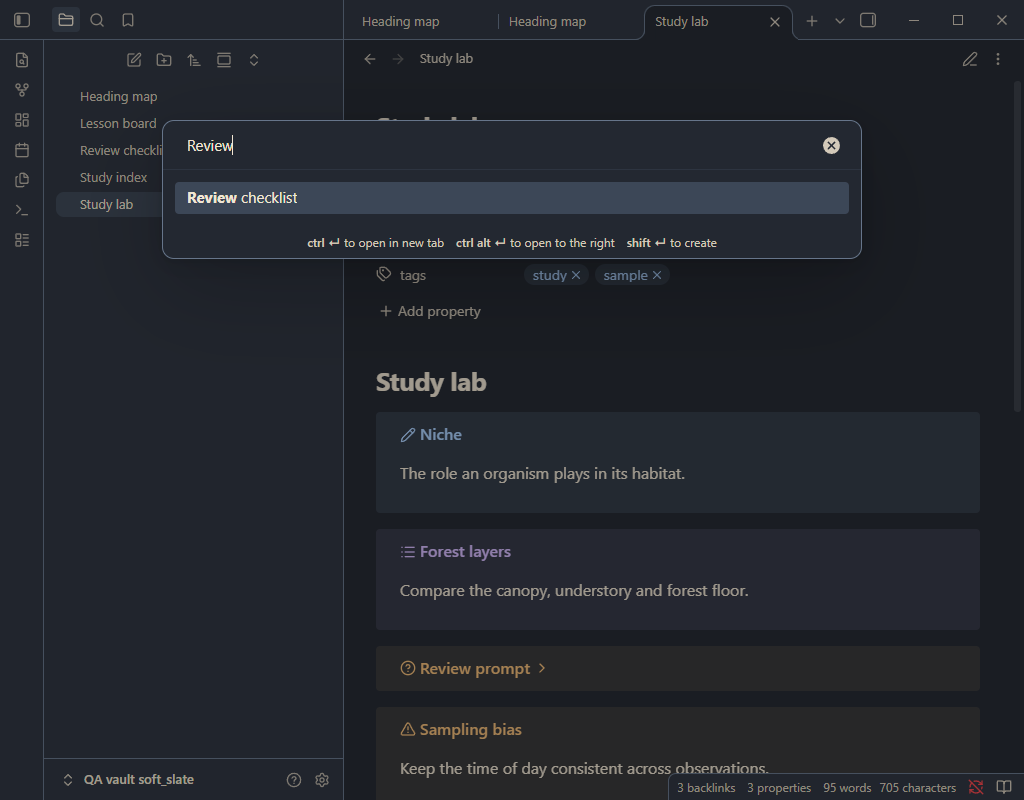 Heading map
Heading map
Study lab
Study lab
Heading map
Lesson board
Review checkli
Study index
Study lab
Study lab
Review
Review checklist
ctrl ↵ to open in new tab ctrl alt ↵ to open to the right shift ↵ to create
tags
study
sample
Add property
Study lab
Niche
The role an organism plays in its habitat.
Forest layers
Compare the canopy, understory and forest floor.
Review prompt
Sampling bias
Keep the time of day consistent across observations.
QA vault soft_slate
3 backlinks 3 properties 95 words 705 characters